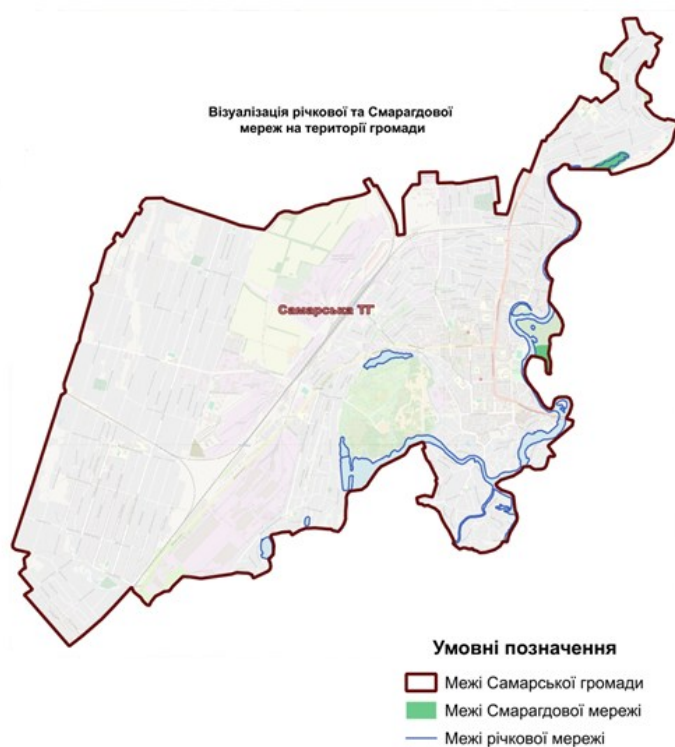 Візуалізація річкової та Смарагдової
мереж на території громади
Самарська ТГ
Умовні позначення
Межі Самарської громади
Межі Смарагдової мережі
Межі річкової мережі